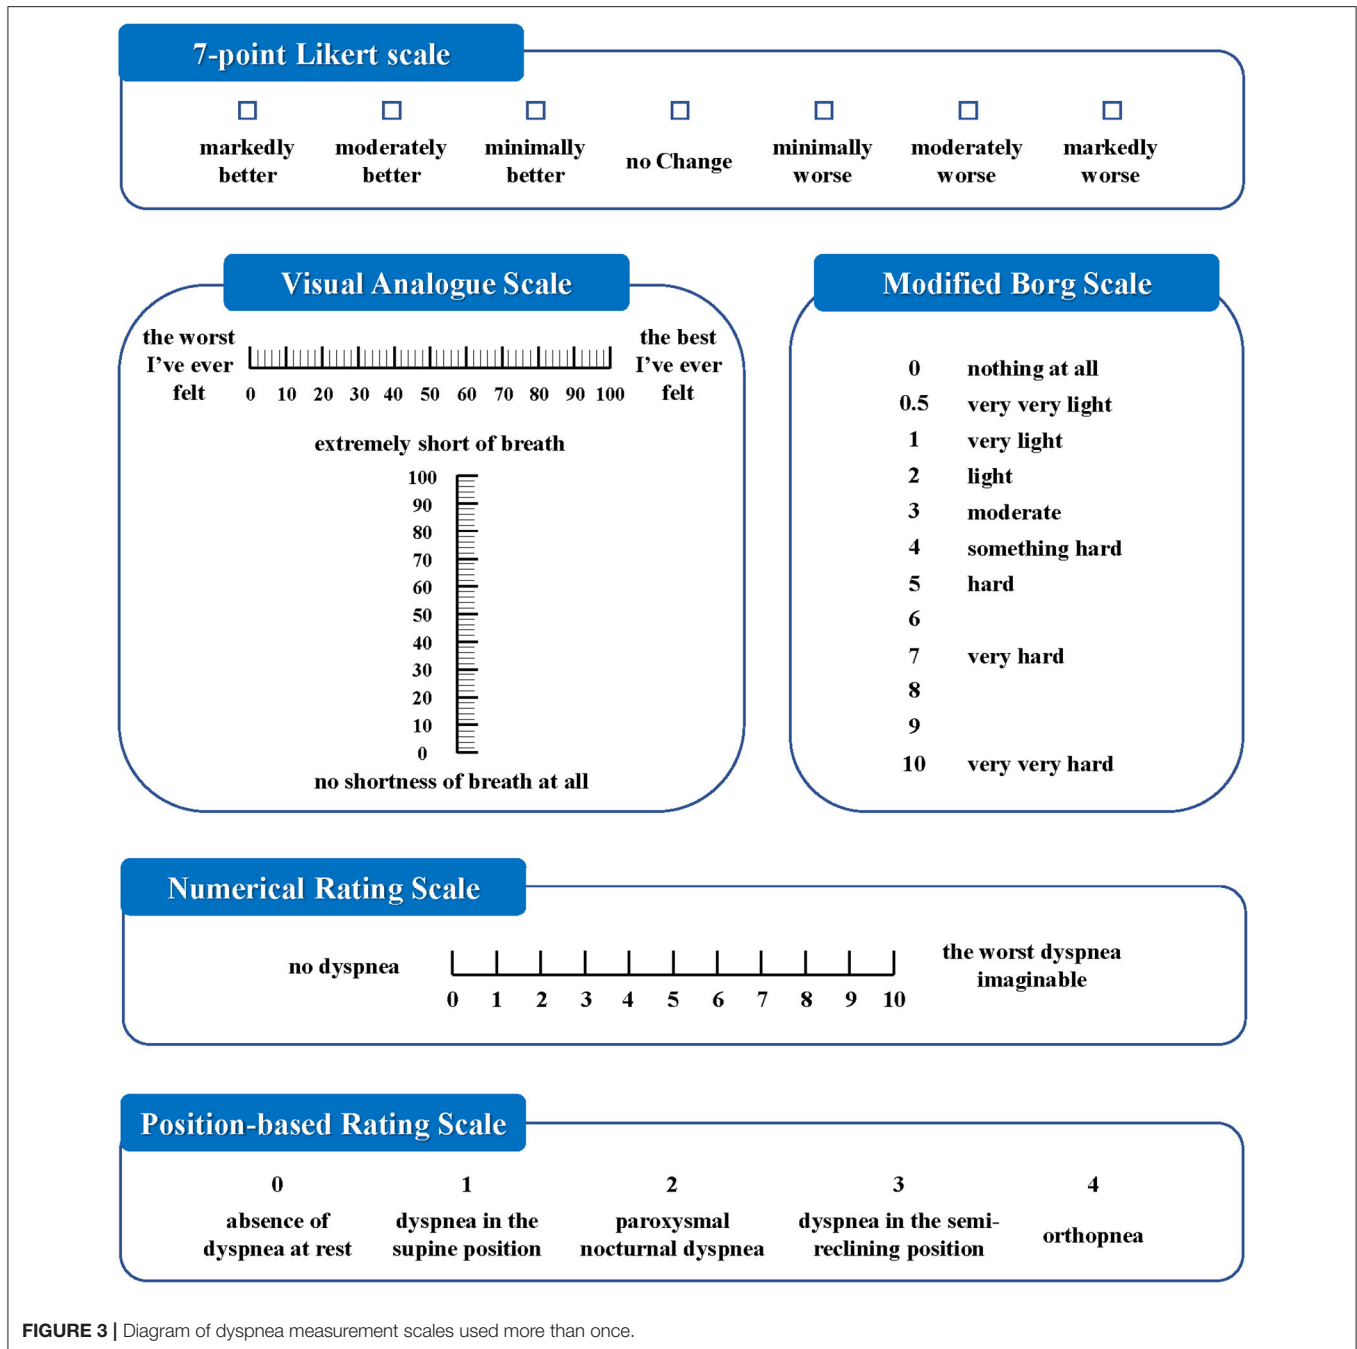 7-point Likert scale
markedly
better
moderately
better
minimally
better
no Change
minimally
worse
moderately
worse
markedly
worse
Visual Analogue Scale
the worst
I've ever
felt
0 10 20 30 40 50 60 70 80 90 100
the best
I've ever
felt
extremely short of breath
100
90
80
70
60
50
40
30
20
10
0
no shortness of breath at all
Modified Borg Scale
0 nothing at all
0.5 very very light
1 very light
2 light
3 moderate
4 something hard
5 hard
6
7 very hard
8
9
10 very very hard
Numerical Rating Scale
no dyspnea
0 1 2 3 4 5 6 7 8 9 10
the worst dyspnea
imaginable
Position-based Rating Scale
0
absence of
dyspnea at rest
1
dyspnea in the
supine position
2
paroxysmal
nocturnal dyspnea
3
dyspnea in the semi-
reclining position
4
orthopnea
FIGURE 3 | Diagram of dyspnea measurement scales used more than once.